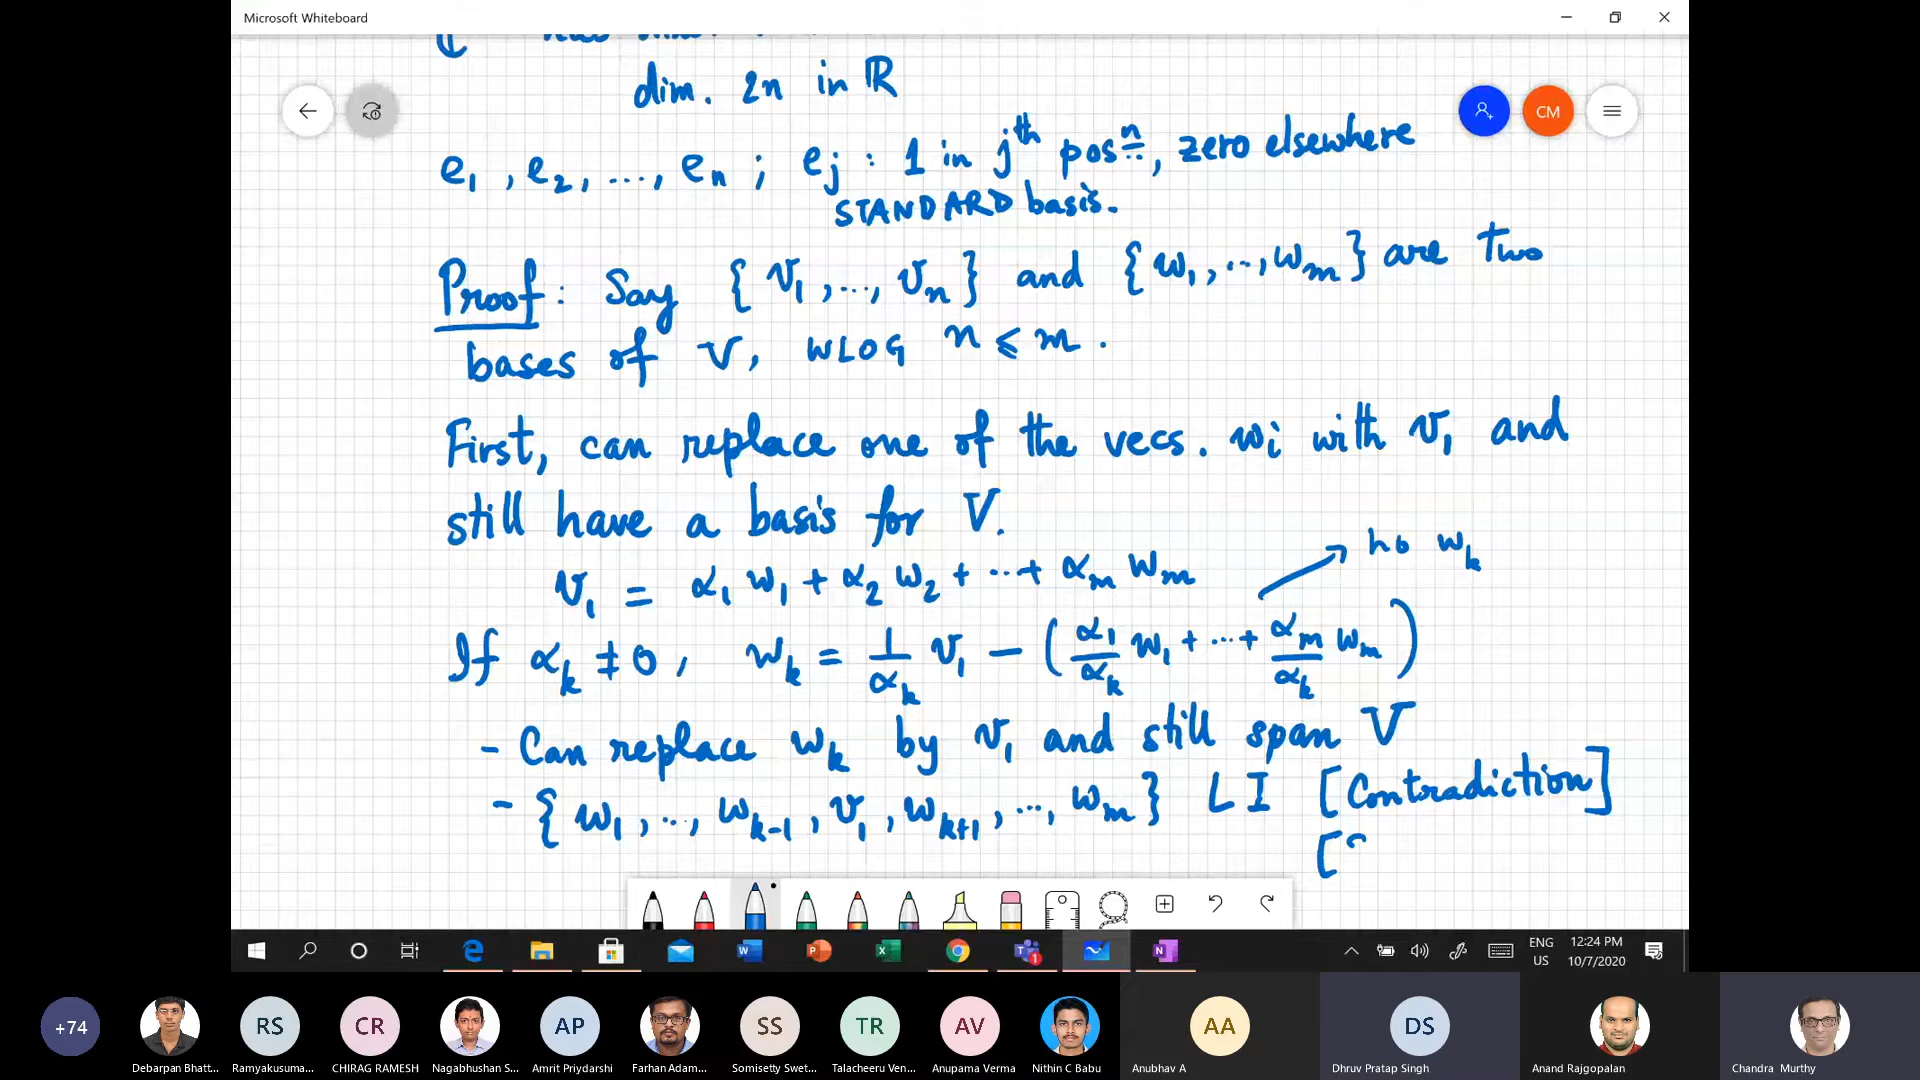 Microsoft Whiteboard
dim. 2n in ℝ
CM
e₁, e₂, ..., eₙ ; eⱼ : 1 in jᵗʰ posⁿ, zero elsewhere
STANDARD basis.
Proof : Say { v₁, ..., vₙ } and { w₁, ..., wₘ } are two
bases of V, WLOG n ⩽ m .
First, can replace one of the vecs. wi with v₁ and
still have a basis for V.
no wₖ
v₁ = α₁ w₁ + α₂ w₂ + ... + αₘ wₘ
If αₖ ≠ 0, wₖ = 1/αₖ v₁ - (α₁/αₖ w₁ + ... + αₘ/αₖ wₘ)
- Can replace wₖ by v₁ and still span V
- { w₁, ..., wₖ₋₁, v₁, wₖ₊₁, ..., wₘ } LI [Contradiction]
[
ENG
US
12:24 PM
10/7/2020
+74
RS
CR
AP
SS
TR
AV
AA
DS
Debarpan Bhatt...
Ramyakusuma...
CHIRAG RAMESH
Nagabhushan S...
Amrit Priydarshi
Farhan Adam...
Somisetty Swet...
Talacheeru Ven...
Anupama Verma
Nithin C Babu
Anubhav A
Dhruv Pratap Singh
Anand Rajgopalan
Chandra Murthy